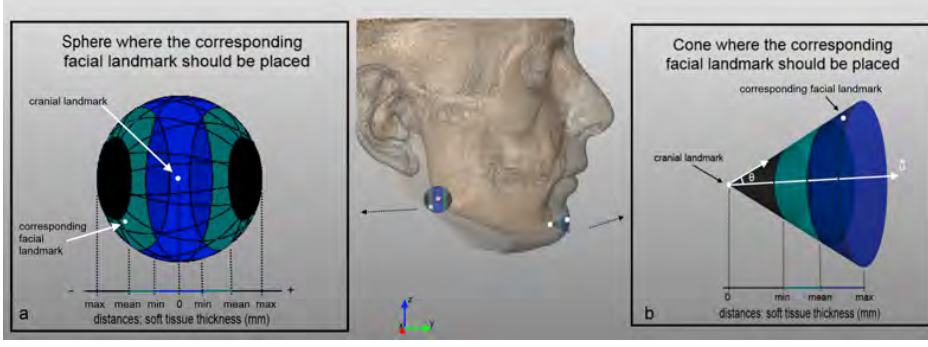 Sphere where the corresponding
facial landmark should be placed
cranial landmark
corresponding
facial
landmark
- +
max mean min 0 min mean max
distances: soft tissue thickness (mm)
a
z
y
Cone where the corresponding
facial landmark should be placed
corresponding facial landmark
cranial landmark
θ
0 min mean max
distances: soft tissue thickness (mm)
b